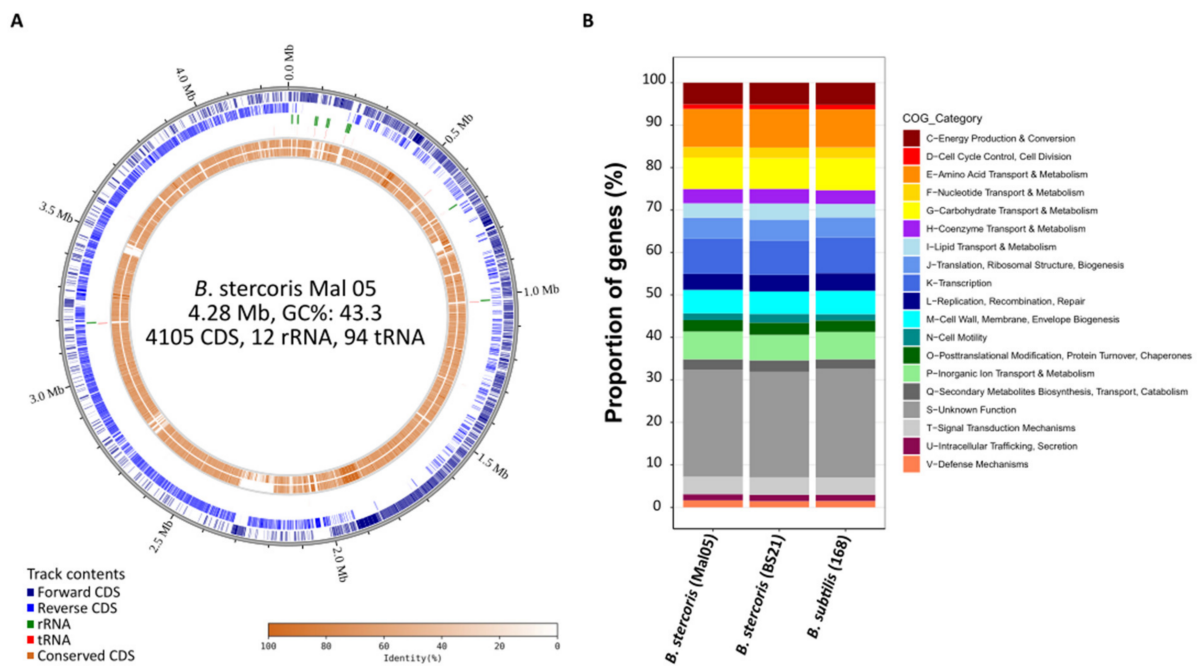 A
0.0 Mb
0.5 Mb
1.0 Mb
1.5 Mb
2.0 Mb
2.5 Mb
3.0 Mb
3.5 Mb
4.0 Mb
B. stercoris Mal 05
4.28 Mb, GC%: 43.3
4105 CDS, 12 rRNA, 94 tRNA
Track contents
Forward CDS
Reverse CDS
rRNA
tRNA
Conserved CDS
100 80 60 40 20 0
Identity(%)
B
Proportion of genes (%)
100
90
80
70
60
50
40
30
20
10
0
B. stercoris (Mal05)
B. stercoris (BS21)
B. subtilis (168)
COG_Category
C-Energy Production & Conversion
D-Cell Cycle Control, Cell Division
E-Amino Acid Transport & Metabolism
F-Nucleotide Transport & Metabolism
G-Carbohydrate Transport & Metabolism
H-Coenzyme Transport & Metabolism
I-Lipid Transport & Metabolism
J-Translation, Ribosomal Structure, Biogenesis
K-Transcription
L-Replication, Recombination, Repair
M-Cell Wall, Membrane, Envelope Biogenesis
N-Cell Motility
O-Posttranslational Modification, Protein Turnover, Chaperones
P-Inorganic Ion Transport & Metabolism
Q-Secondary Metabolites Biosynthesis, Transport, Catabolism
S-Unknown Function
T-Signal Transduction Mechanisms
U-Intracellular Trafficking, Secretion
V-Defense Mechanisms